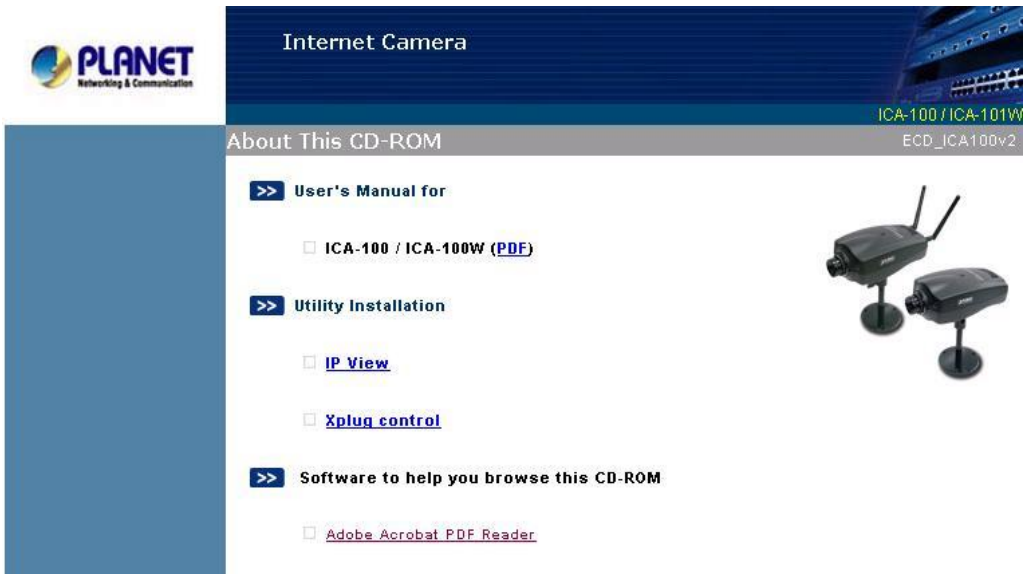 PLANET
Networking & Communication
Internet Camera
ICA-100 / ICA-101W
About This CD-ROM
ECD_ICA100v2
>> User's Manual for
ICA-100 / ICA-100W (PDF)
>> Utility Installation
IP View
Xplug control
>> Software to help you browse this CD-ROM
Adobe Acrobat PDF Reader